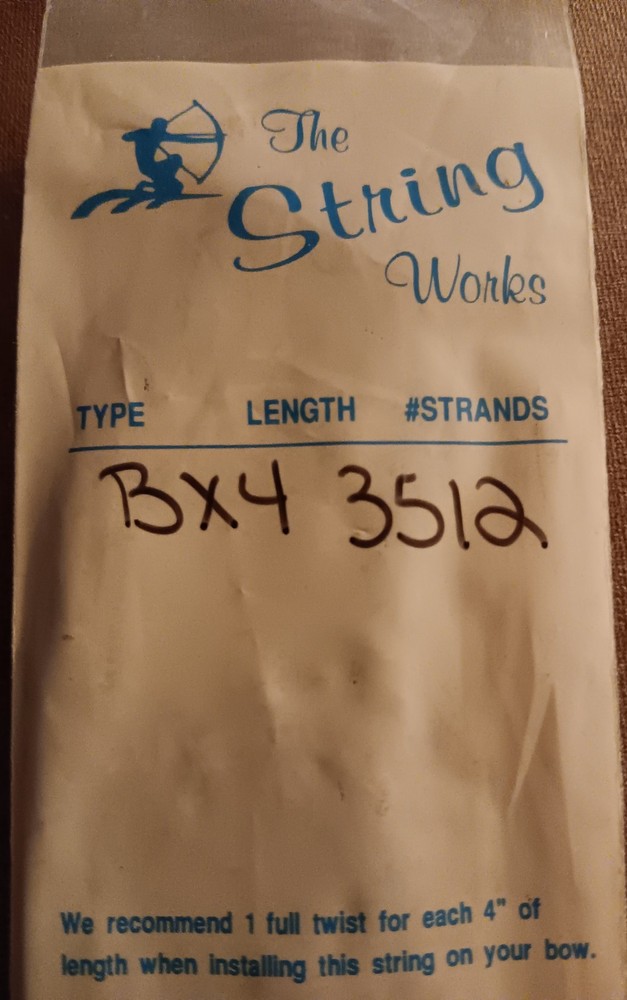 The
String
Works
TYPE LENGTH #STRANDS
BX4 3512
We recommend 1 full twist for each 4" of
length when installing this string on your bow.